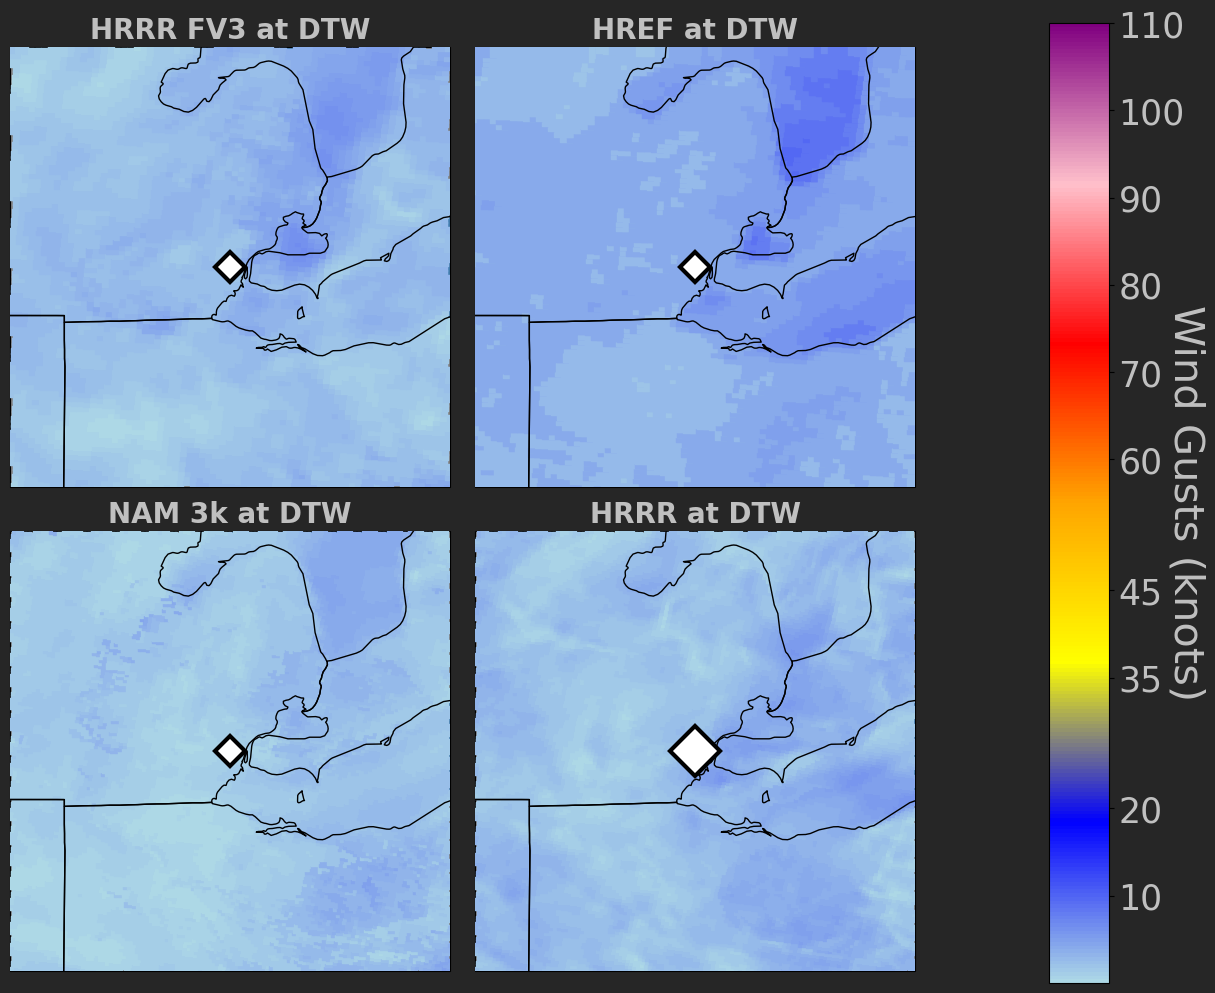 HRRR FV3 at DTW
HREF at DTW
NAM 3k at DTW
HRRR at DTW
110
100
90
80
70
60
45
35
20
10
Wind Gusts (knots)